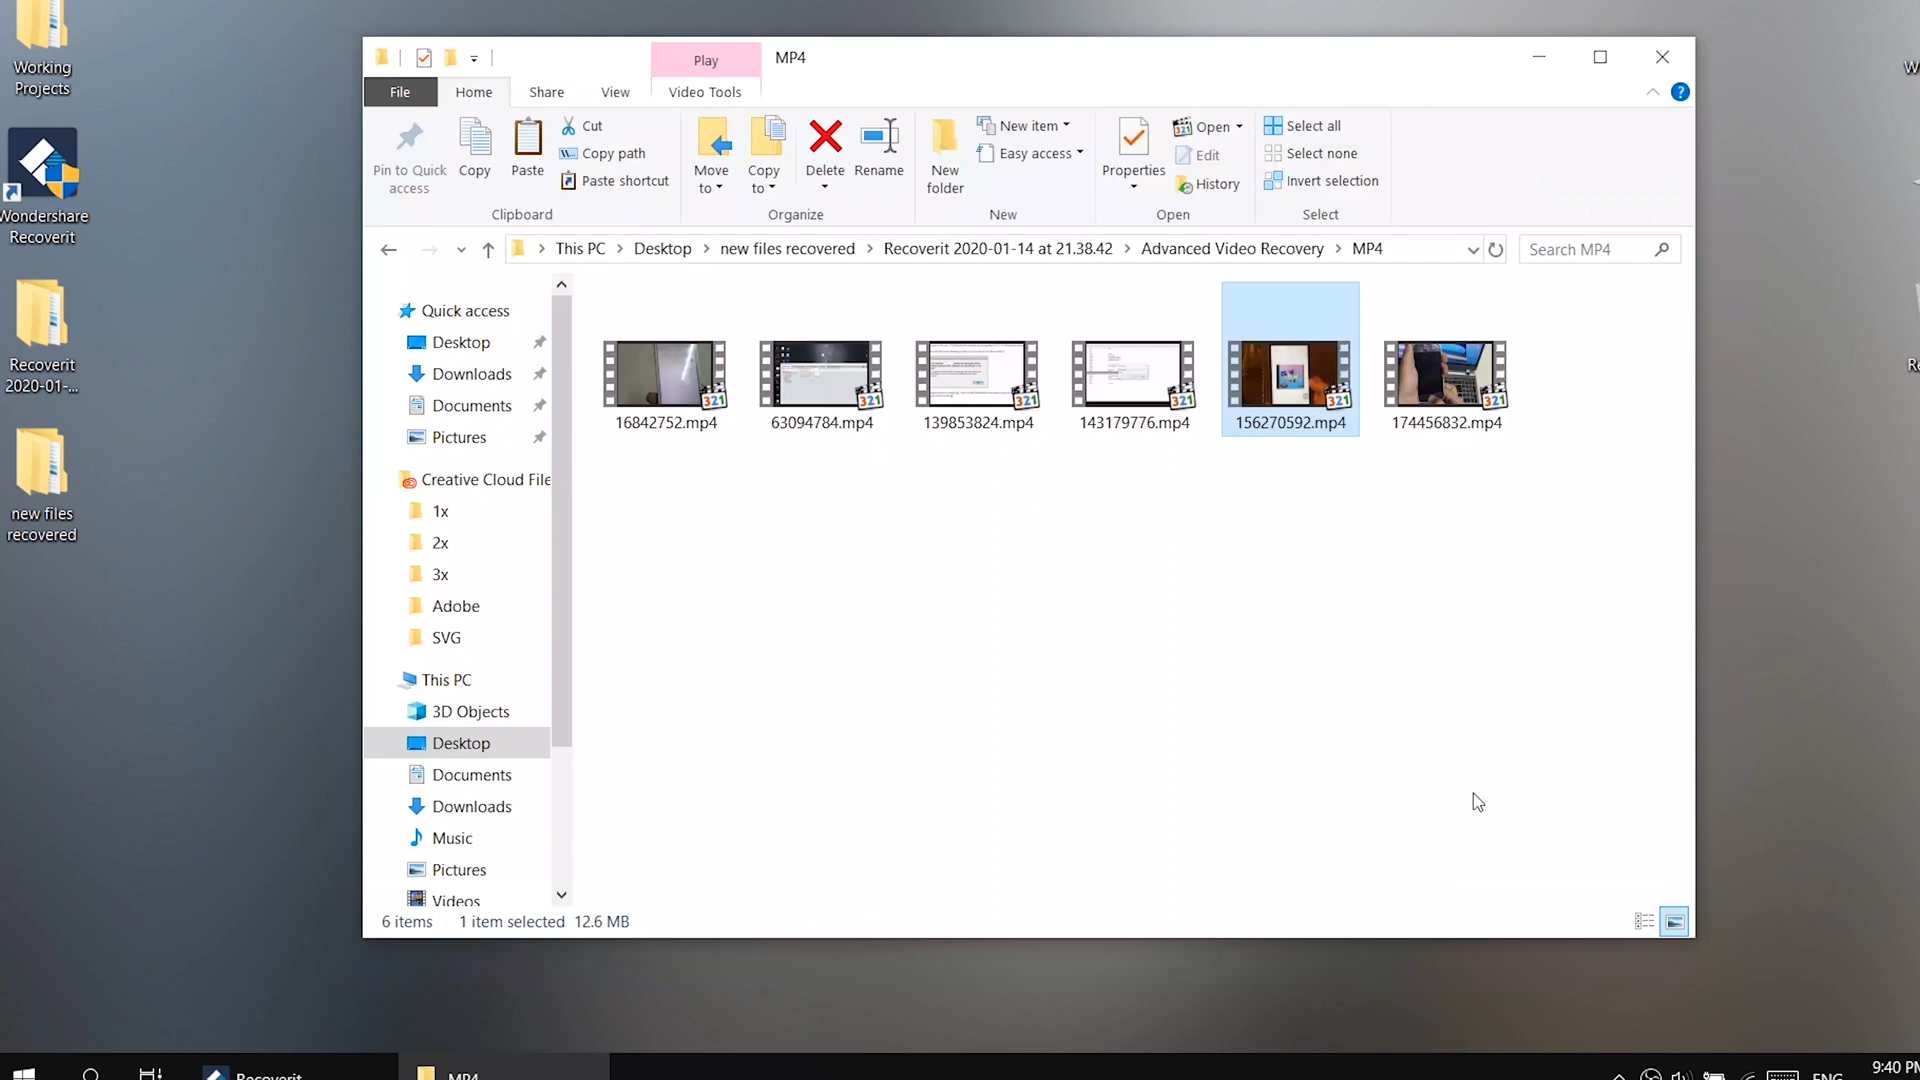 Working
Projects
Wondershare
Recoverit
Recoverit
2020-01-...
new files
recovered
Play
MP4
File
Home
Share
View
Video Tools
Pin to Quick
access
Copy
Paste
Cut
Copy path
Paste shortcut
Clipboard
Move
to
Copy
to
Delete
Rename
Organize
New
folder
New item
Easy access
New
Properties
Open
Edit
History
Open
Select all
Select none
Invert selection
Select
This PC
Desktop
new files recovered
Recoverit 2020-01-14 at 21.38.42
Advanced Video Recovery
MP4
Search MP4
Quick access
Desktop
Downloads
Documents
Pictures
Creative Cloud File
1x
2x
3x
Adobe
SVG
This PC
3D Objects
Desktop
Documents
Downloads
Music
Pictures
Videos
321
321
321
321
321
321
16842752.mp4
63094784.mp4
139853824.mp4
143179776.mp4
156270592.mp4
174456832.mp4
6 items
1 item selected
12.6 MB
Recoverit
MP4
ENG
9:40 PM